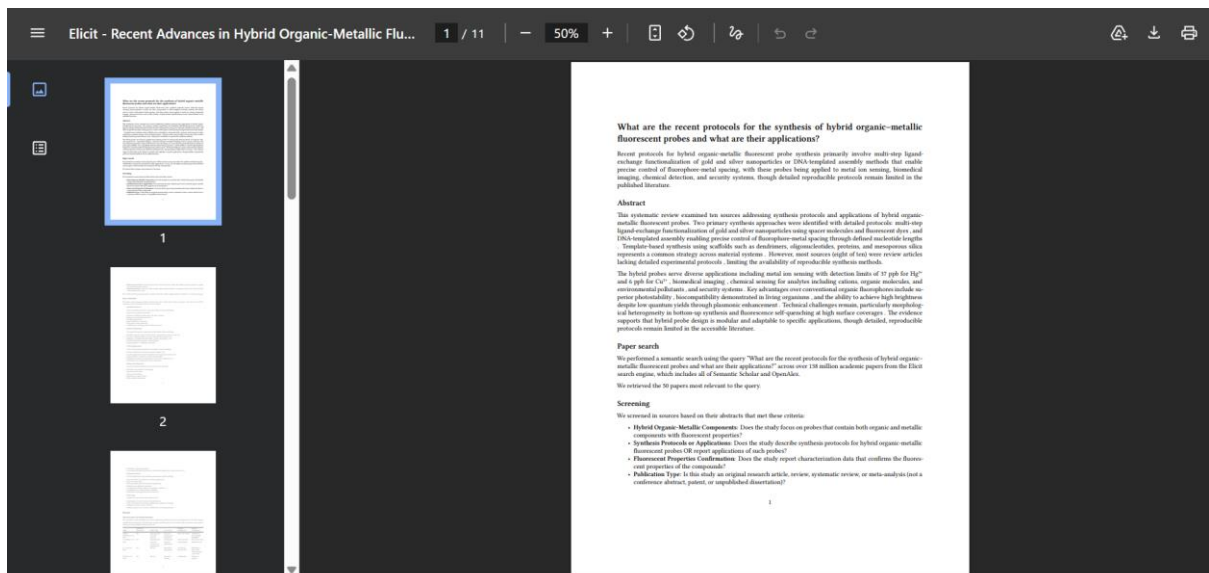 Elicit - Recent Advances in Hybrid Organic-Metallic Flu...
1 / 11
50%
What are the recent protocols for the synthesis of hybrid organic–metallic
fluorescent probes and what are their applications?
Recent protocols for hybrid organic-metallic fluorescent probe synthesis primarily involve multi-step ligand-
exchange functionalization of gold and silver nanoparticles or DNA-templated assembly methods that enable
precise control of fluorophore-metal spacing, with these probes being applied to metal ion sensing, biomedical
imaging, chemical detection, and security systems, though detailed reproducible protocols remain limited in the
published literature.
Abstract
This systematic review examined ten sources addressing synthesis protocols and applications of hybrid organic-
metallic fluorescent probes. Two primary synthesis approaches were identified with detailed protocols: multi-step
ligand-exchange functionalization of gold and silver nanoparticles using spacer molecules and fluorescent dyes , and
DNA-templated assembly enabling precise control of fluorophore-metal spacing through defined nucleotide lengths
. Template-based synthesis using scaffolds such as dendrimers, oligonucleotides, proteins, and mesoporous silica
represents a common strategy across material systems . However, most sources (eight of ten) were review articles
lacking detailed experimental protocols , limiting the availability of reproducible synthesis methods.
The hybrid probes serve diverse applications including metal ion sensing with detection limits of 37 ppb for Hg²⁺
and 6 ppb for Cu²⁺ , biomedical imaging , chemical sensing for analytes including cations, organic molecules, and
environmental pollutants , and security systems . Key advantages over conventional organic fluorophores include su-
perior photostability , biocompatibility demonstrated in living organisms , and the ability to achieve high brightness
despite low quantum yields through plasmonic enhancement . Technical challenges remain, particularly morpholog-
ical heterogeneity in bottom-up synthesis and fluorescence self-quenching at high surface coverages . The evidence
supports that hybrid probe design is modular and adaptable to specific applications, though detailed, reproducible
protocols remain limited in the accessible literature.
Paper search
We performed a semantic search using the query "What are the recent protocols for the synthesis of hybrid organic–
metallic fluorescent probes and what are their applications?" across over 138 million academic papers from the Elicit
search engine, which includes all of Semantic Scholar and OpenAlex.
We retrieved the 50 papers most relevant to the query.
Screening
We screened in sources based on their abstracts that met these criteria:
• Hybrid Organic-Metallic Components: Does the study focus on probes that contain both organic and metallic
components with fluorescent properties?
• Synthesis Protocols or Applications: Does the study describe synthesis protocols for hybrid organic-metallic
fluorescent probes OR report applications of such probes?
• Fluorescent Properties Confirmation: Does the study report characterization data that confirms the fluores-
cent properties of the compounds?
• Publication Type: Is this study an original research article, review, systematic review, or meta-analysis (not a
conference abstract, patent, or unpublished dissertation)?
1
1
2